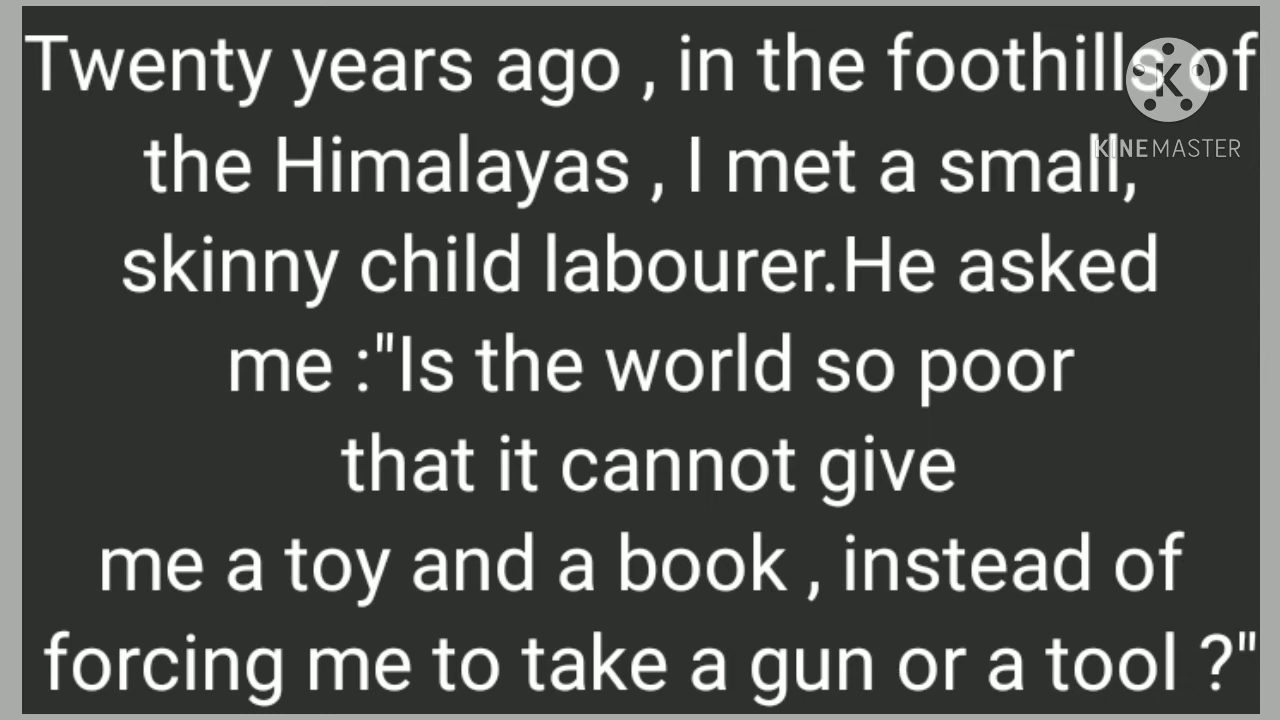 Twenty years ago , in the foothills of
the Himalayas , I met a small,
skinny child labourer.He asked
me :"Is the world so poor
that it cannot give
me a toy and a book , instead of
forcing me to take a gun or a tool ?"
K
KINEMASTER